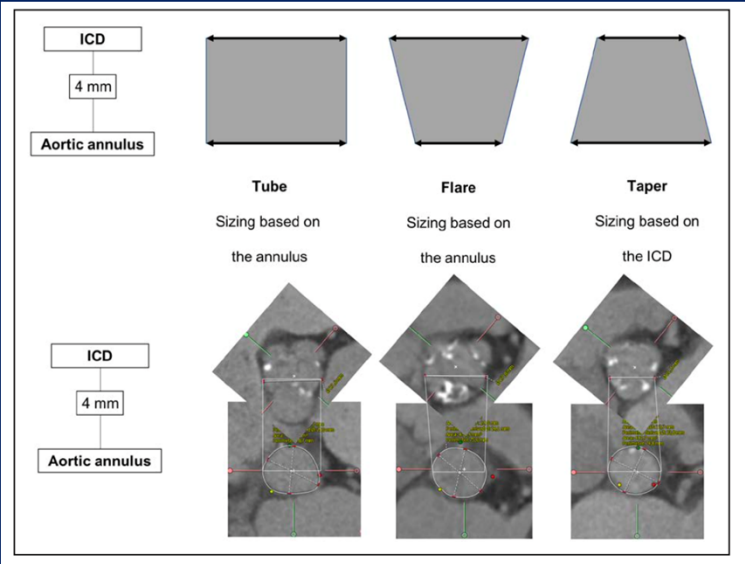 ICD
4 mm
Aortic annulus
Tube
Flare
Taper
Sizing based on
the annulus
Sizing based on
the annulus
Sizing based on
the ICD
ICD
4 mm
Aortic annulus